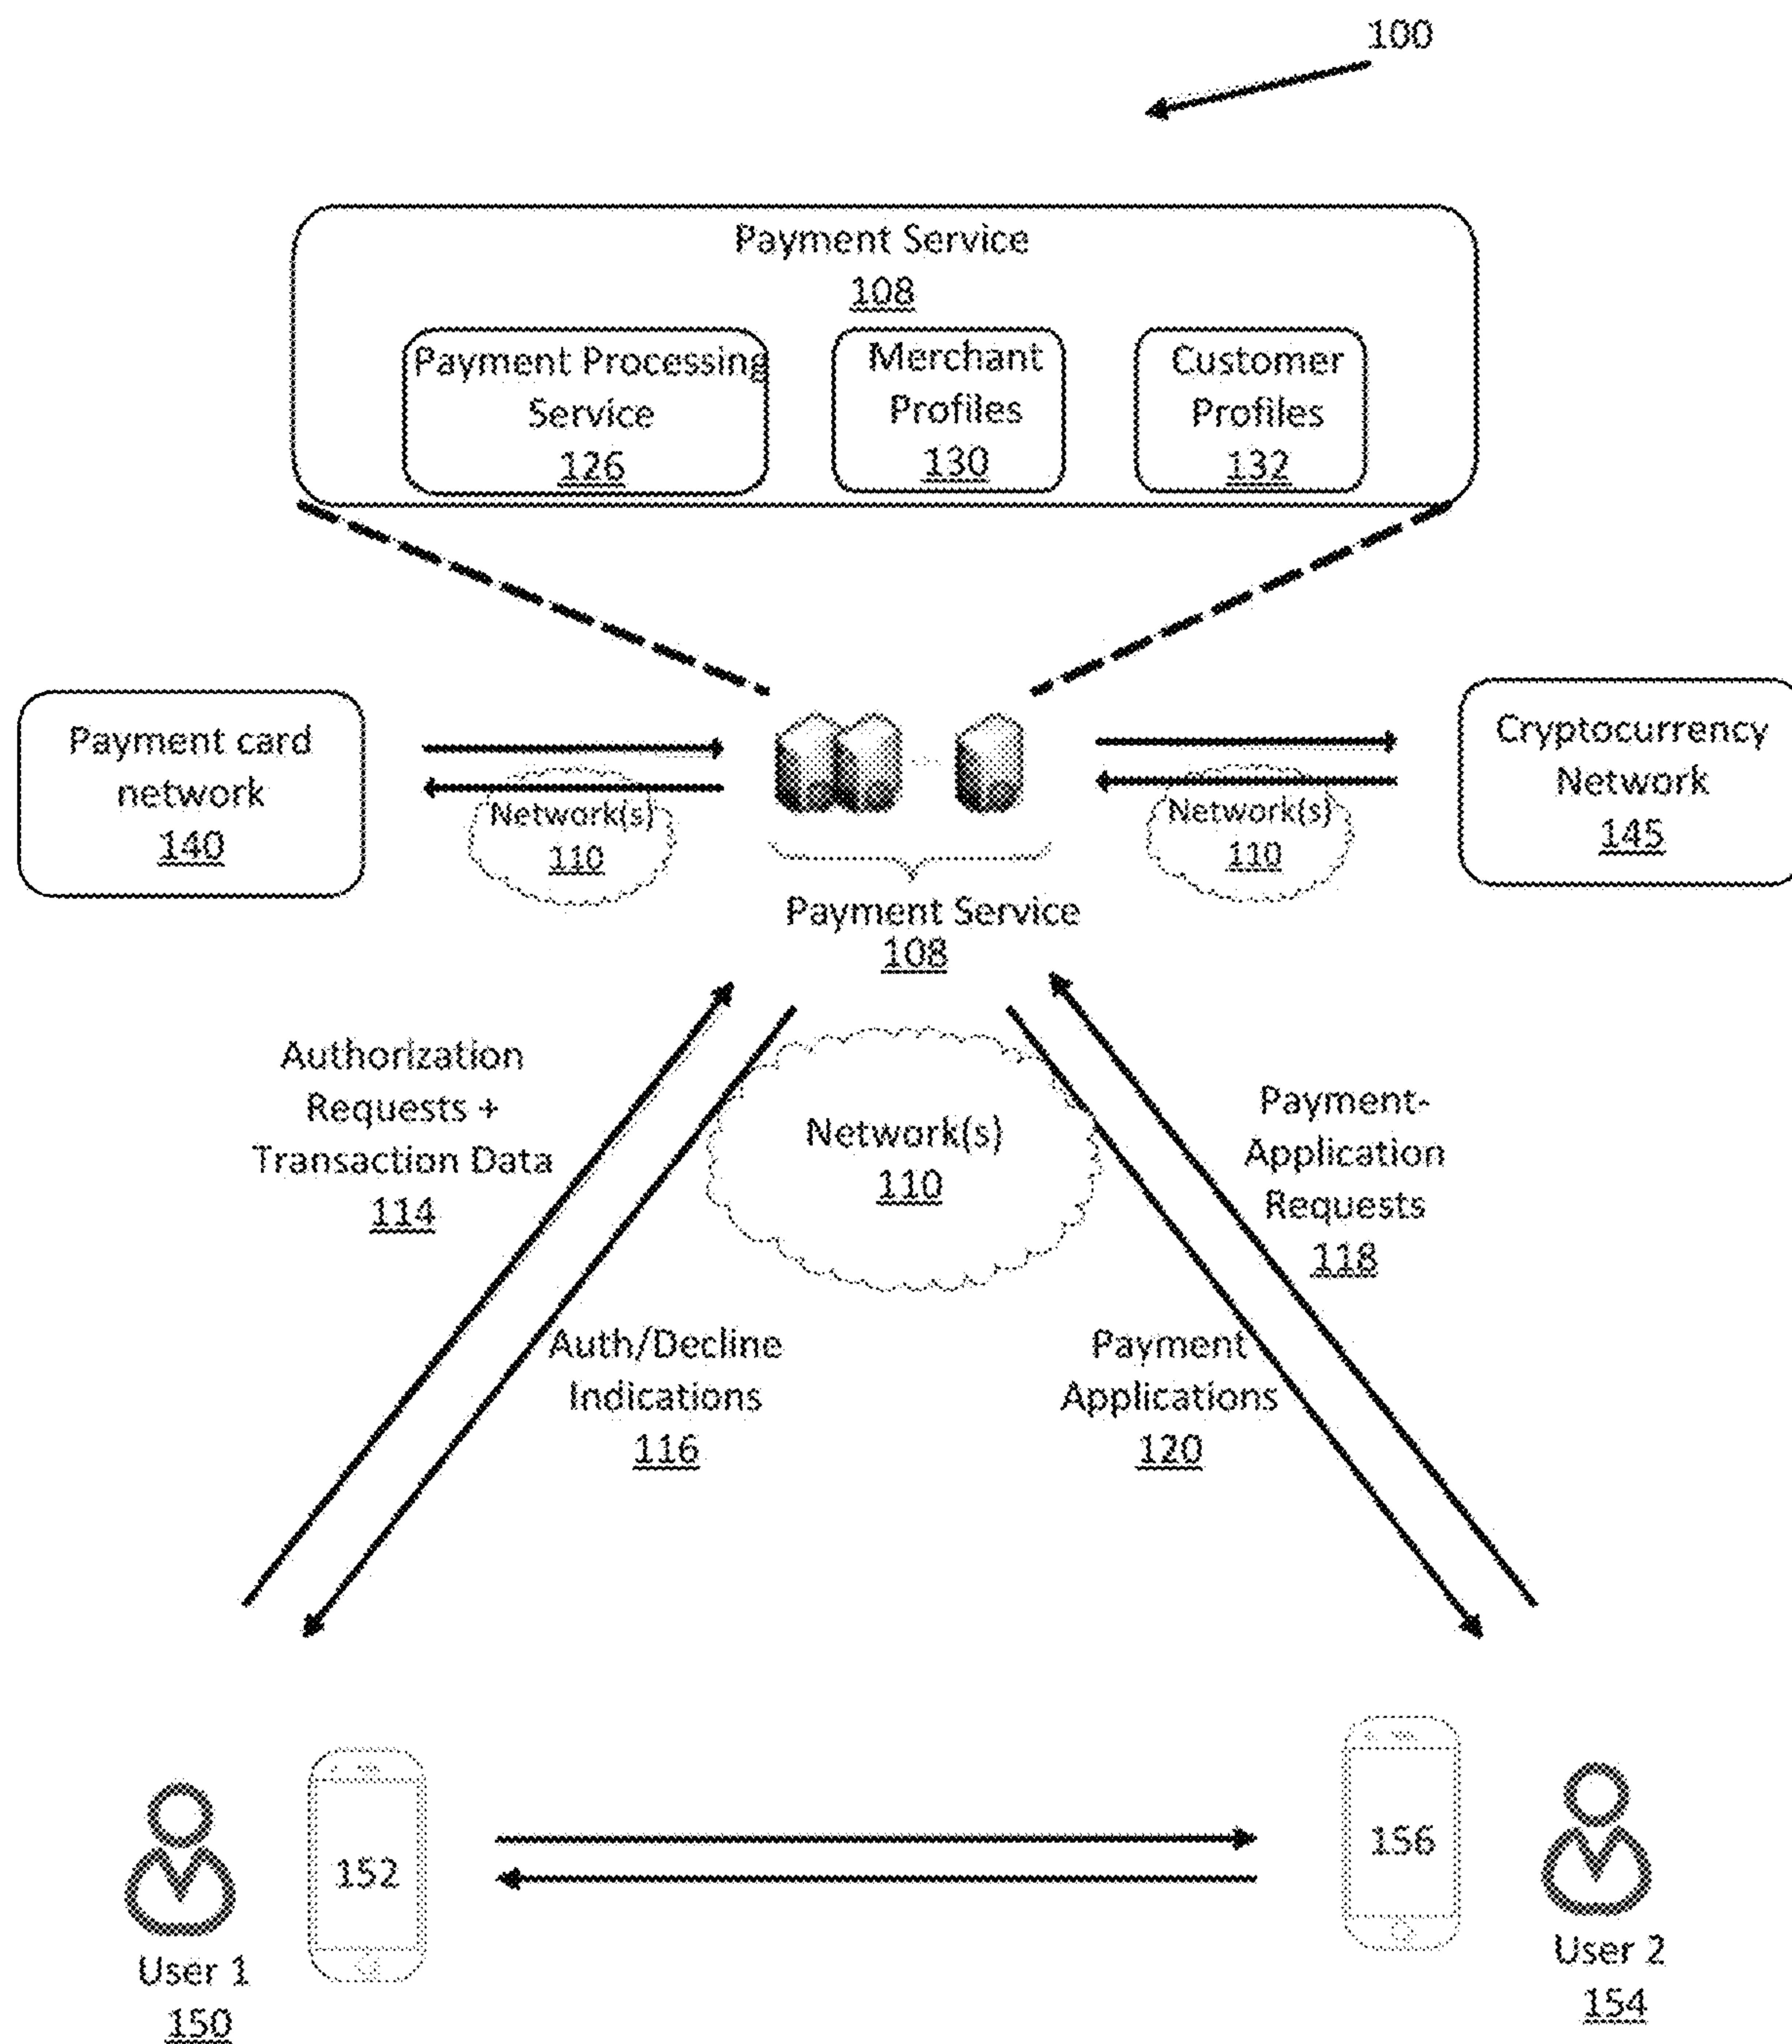 100
Payment Service
108
Payment Processing
Service
126
Merchant
Profiles
130
Customer
Profiles
132
Payment card
network
140
Network(s)
110
Payment Service
108
Network(s)
110
Cryptocurrency
Network
145
Authorization
Requests +
Transaction Data
114
Network(s)
110
Payment-
Application
Requests
118
Auth/Decline
Indications
116
Payment
Applications
120
152
User 1
150
156
User 2
154